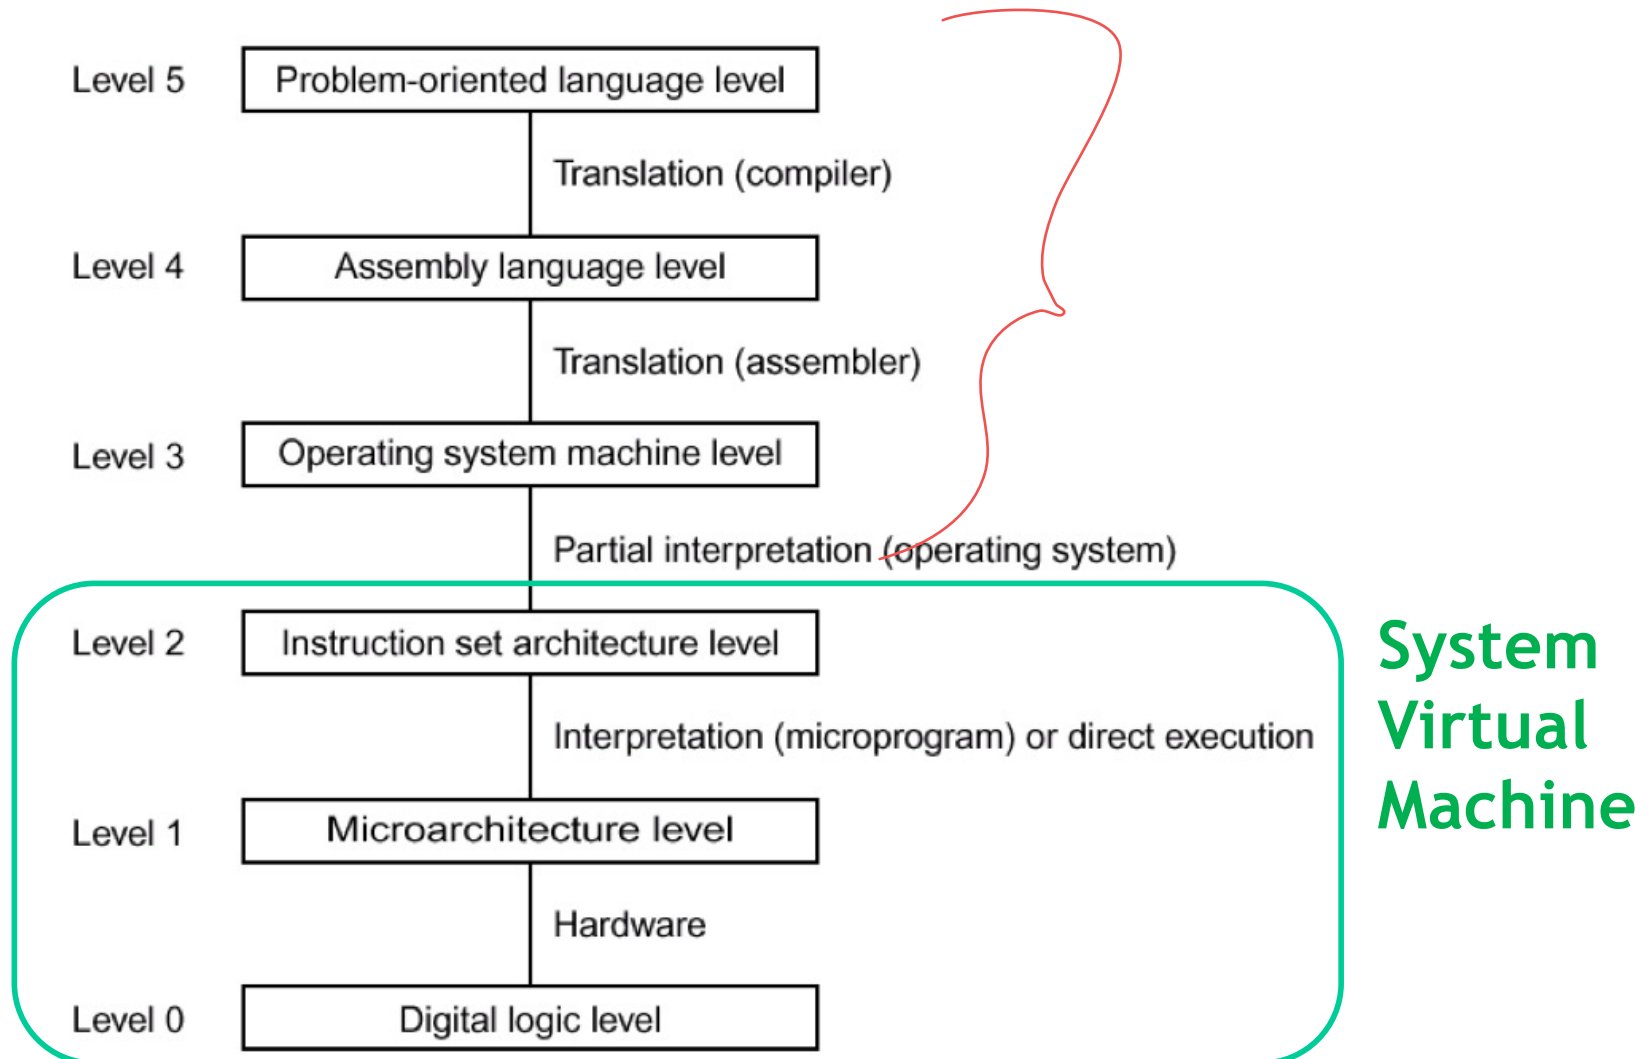 Level 5
Problem-oriented language level
Translation (compiler)
Level 4
Assembly language level
Translation (assembler)
Level 3
Operating system machine level
Partial interpretation (operating system)
Level 2
Instruction set architecture level
Interpretation (microprogram) or direct execution
Level 1
Microarchitecture level
Hardware
Level 0
Digital logic level
System
Virtual
Machine